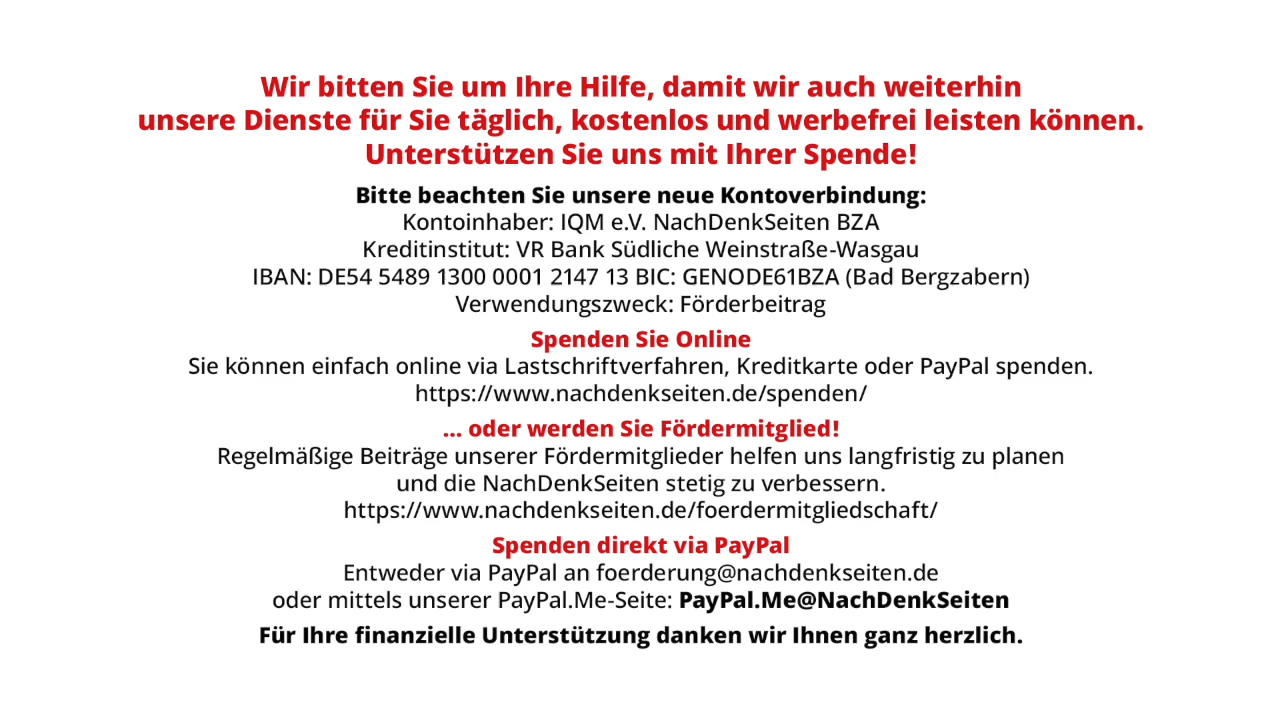 Wir bitten Sie um Ihre Hilfe, damit wir auch weiterhin
unsere Dienste für Sie täglich, kostenlos und werbefrei leisten können.
Unterstützen Sie uns mit Ihrer Spende!
Bitte beachten Sie unsere neue Kontoverbindung:
Kontoinhaber: IQM e.V. NachDenkSeiten BZA
Kreditinstitut: VR Bank Südliche Weinstraße-Wasgau
IBAN: DE54 5489 1300 0001 2147 13 BIC: GENODE61BZA (Bad Bergzabern)
Verwendungszweck: Förderbeitrag
Spenden Sie Online
Sie können einfach online via Lastschriftverfahren, Kreditkarte oder PayPal spenden.
https://www.nachdenkseiten.de/spenden/
... oder werden Sie Fördermitglied!
Regelmäßige Beiträge unserer Fördermitglieder helfen uns langfristig zu planen
und die NachDenkSeiten stetig zu verbessern.
https://www.nachdenkseiten.de/foerdermitgliedschaft/
Spenden direkt via PayPal
Entweder via PayPal an foerderung@nachdenkseiten.de
oder mittels unserer PayPal.Me-Seite: PayPal.Me@NachDenkSeiten
Für Ihre finanzielle Unterstützung danken wir Ihnen ganz herzlich.